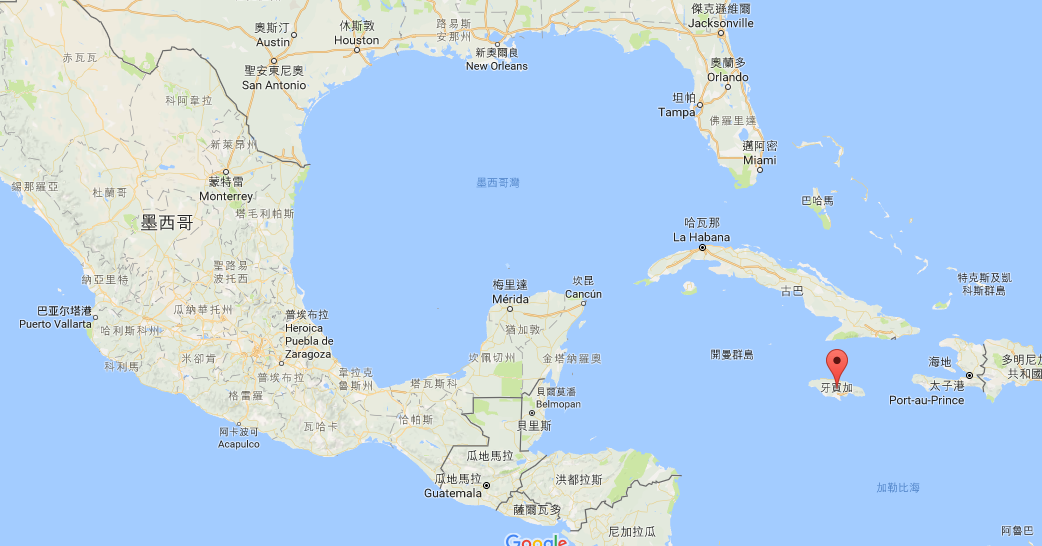 傑克遜維爾
Jacksonville
奧斯汀
Austin
休斯敦
Houston
路易斯
安那州
新奧爾良
New Orleans
赤瓦瓦
聖安東尼奧
San Antonio
奧蘭多
Orlando
科阿韋拉
坦帕
Tampa
佛羅里達
新萊昂州
邁阿密
Miami
錫那羅亞
杜蘭哥
蒙特雷
Monterrey
墨西哥灣
巴哈馬
墨西哥
塔毛利帕斯
哈瓦那
La Habana
聖路易
波托西
納亞里特
梅里達
Mérida
坎昆
Cancún
古巴
特克斯及凱
科斯群島
巴亚尔塔港
Puerto Vallarta
瓜納華托州
哈利斯科州
普埃布拉
Heroica
Puebla de
Zaragoza
猶加敦
米卻肯
科利馬
坎佩切州
金塔納羅奧
開曼群島
海地
多明尼加
共和國
普埃布拉
韋拉克
魯斯州
塔瓦斯科
牙買加
太子港
Port-au-Prince
格雷羅
貝爾莫潘
Belmopan
瓦哈卡
恰帕斯
貝里斯
阿卡波可
Acapulco
瓜地馬拉
瓜地馬拉
Guatemala
洪都拉斯
加勒比海
薩爾瓦多
尼加拉瓜
阿魯巴
Google